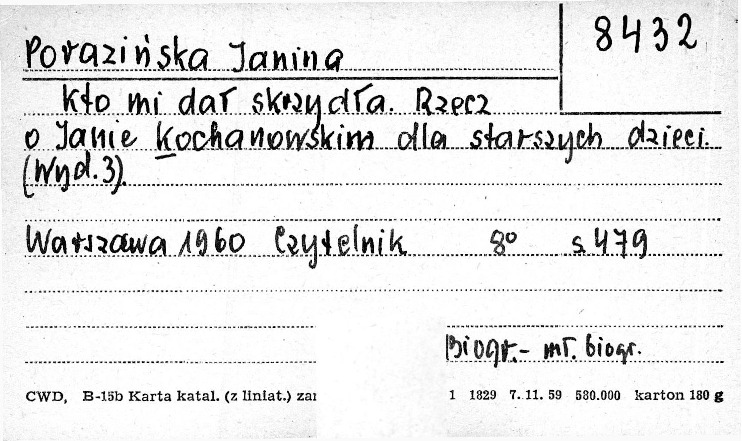 8432
Porazińska Janina
Kto mi dał skrzydła. Rzecz
o Janie Kochanowskim dla starszych dzieci.
(Wyd. 3).
Warszawa 1960 Czytelnik 8° s 479
Biogr.- mł. biogr.
CWD, B-15b Karta katal. (z liniat.) zam 1 1829 7. 11. 59 580.000 karton 180 g